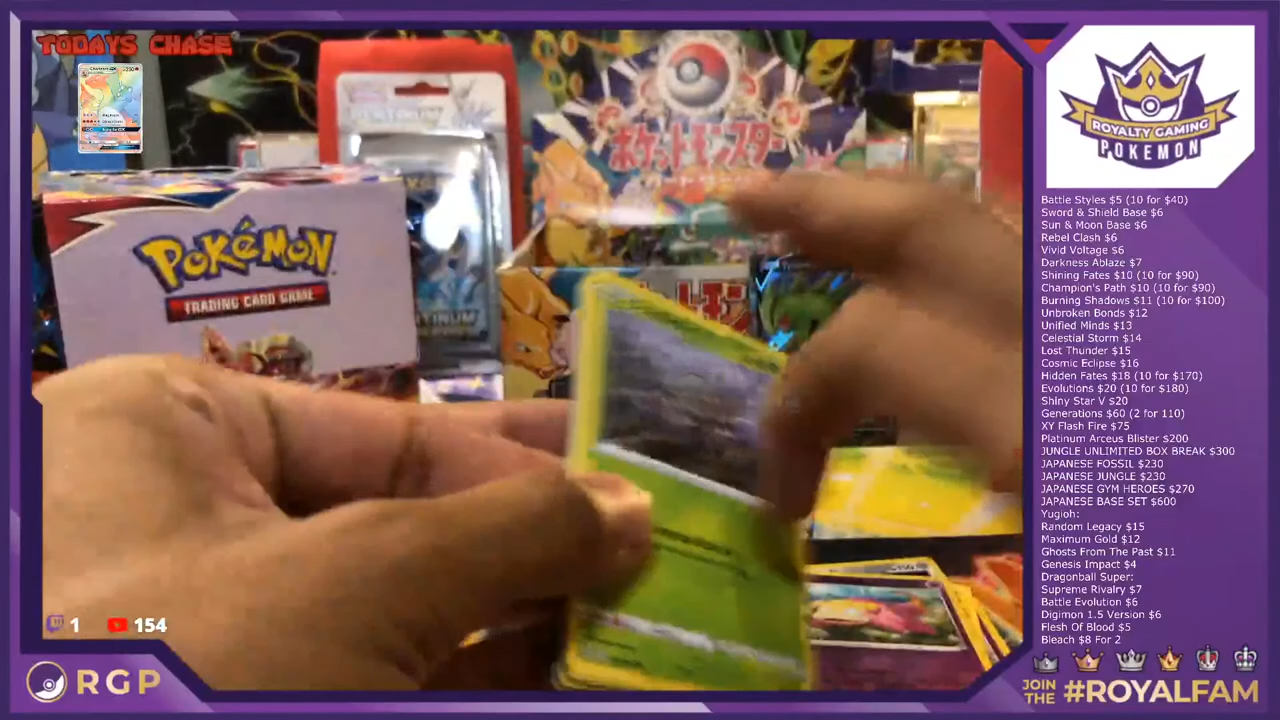 TODAYS CHASE
POKéMON
TRADING CARD GAME
ポケットモンスター
ROYALTY GAMING
POKEMON
Battle Styles $5 (10 for $40)
Sword & Shield Base $6
Sun & Moon Base $6
Rebel Clash $6
Vivid Voltage $6
Darkness Ablaze $7
Shining Fates $10 (10 for $90)
Champion's Path $10 (10 for $90)
Burning Shadows $11 (10 for $100)
Unbroken Bonds $12
Unified Minds $13
Celestial Storm $14
Lost Thunder $15
Cosmic Eclipse $16
Hidden Fates $18 (10 for $170)
Evolutions $20 (10 for $180)
Shiny Star V $20
Generations $60 (2 for 110)
XY Flash Fire $75
Platinum Arceus Blister $200
JUNGLE UNLIMITED BOX BREAK $300
JAPANESE FOSSIL $230
JAPANESE JUNGLE $230
JAPANESE GYM HEROES $270
JAPANESE BASE SET $600
Yugioh:
Random Legacy $15
Maximum Gold $12
Ghosts From The Past $11
Genesis Impact $4
Dragonball Super:
Supreme Rivalry $7
Battle Evolution $6
Digimon 1.5 Version $6
Flesh Of Blood $5
Bleach $8 For 2
1 154
RGP
JOIN THE #ROYALFAM